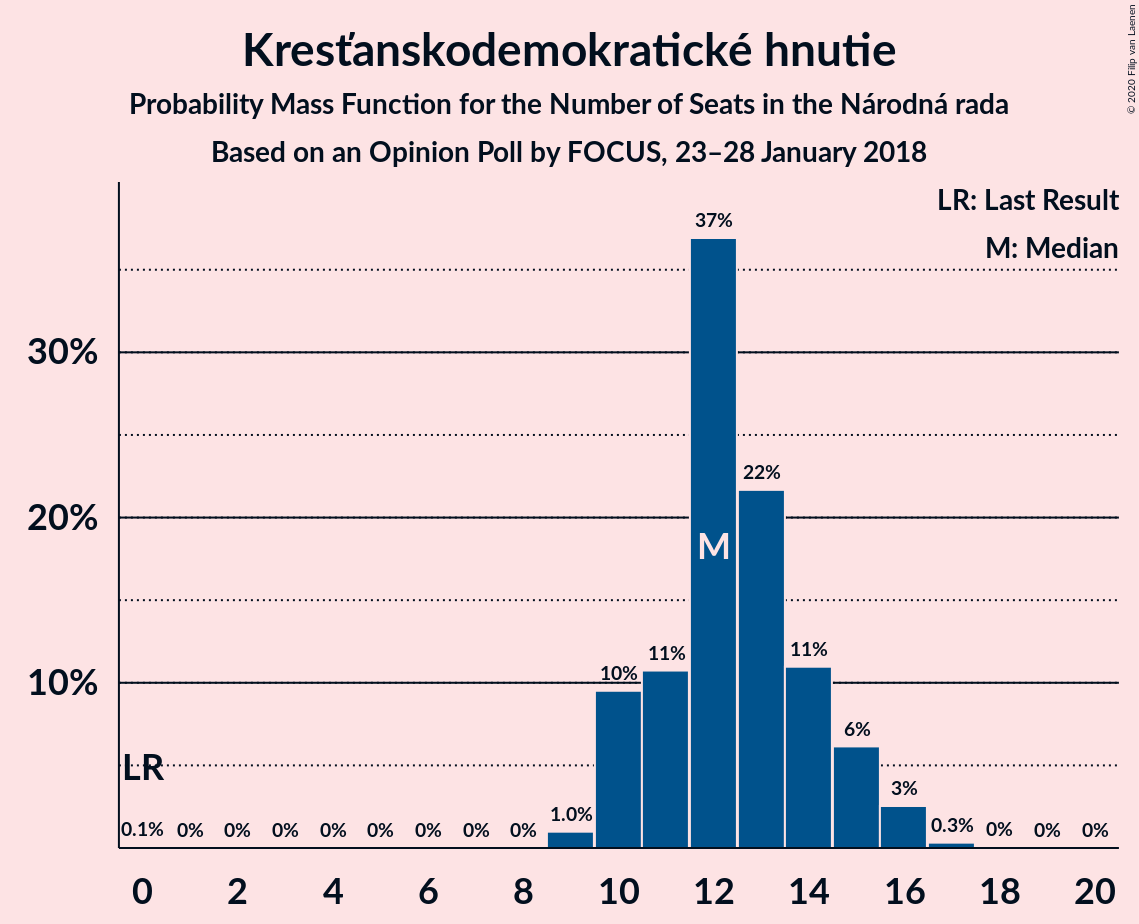 Kresťanskodemokratické hnutie
Probability Mass Function for the Number of Seats in the Národná rada
Based on an Opinion Poll by FOCUS, 23–28 January 2018
© 2020 Filip van Laenen
LR: Last Result
M: Median
37%
30%
22%
20%
M
11%
11%
10%
10%
6%
LR
3%
1.0%
0.3%
0.1% 0% 0% 0% 0% 0% 0% 0% 0% 0% 0% 0%
0 2 4 6 8 10 12 14 16 18 20